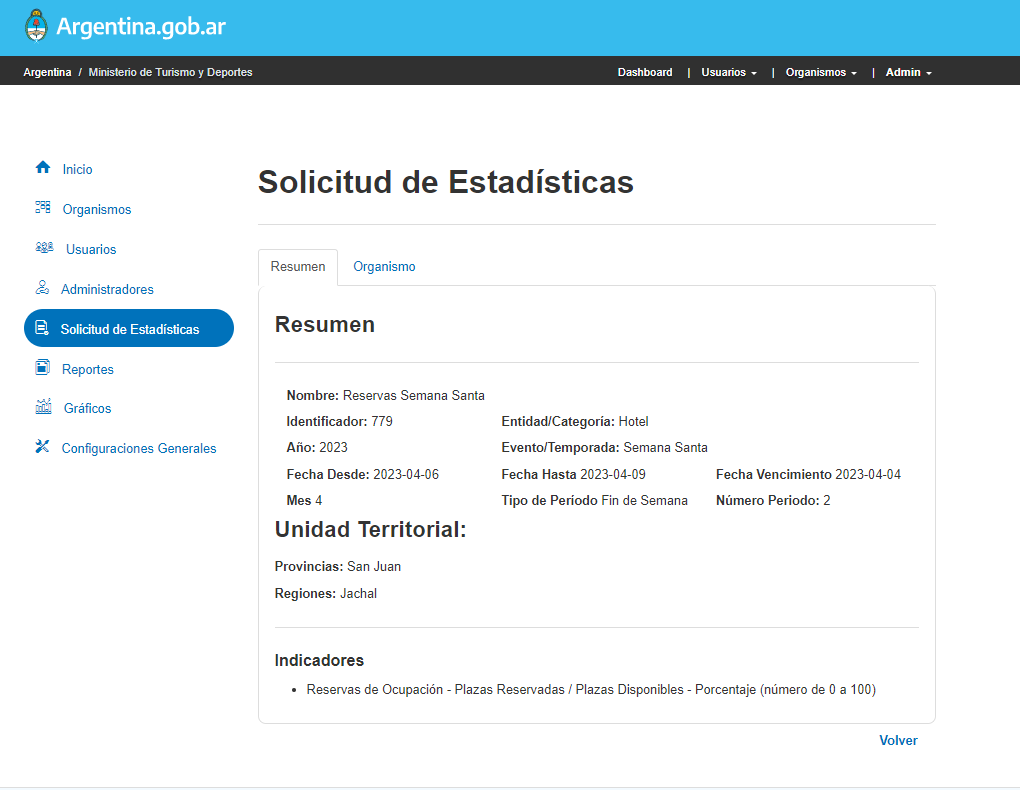 Argentina.gob.ar
Argentina / Ministerio de Turismo y Deportes Dashboard | Usuarios | Organismos | Admin
Inicio
Organismos
Usuarios
Administradores
Solicitud de Estadísticas
Reportes
Gráficos
Configuraciones Generales
Solicitud de Estadísticas
Resumen Organismo
Resumen
Nombre: Reservas Semana Santa
Identificador: 779 Entidad/Categoría: Hotel
Año: 2023 Evento/Temporada: Semana Santa
Fecha Desde: 2023-04-06 Fecha Hasta 2023-04-09 Fecha Vencimiento 2023-04-04
Mes 4 Tipo de Período Fin de Semana Número Periodo: 2
Unidad Territorial:
Provincias: San Juan
Regiones: Jachal
Indicadores
• Reservas de Ocupación - Plazas Reservadas / Plazas Disponibles - Porcentaje (número de 0 a 100)
Volver